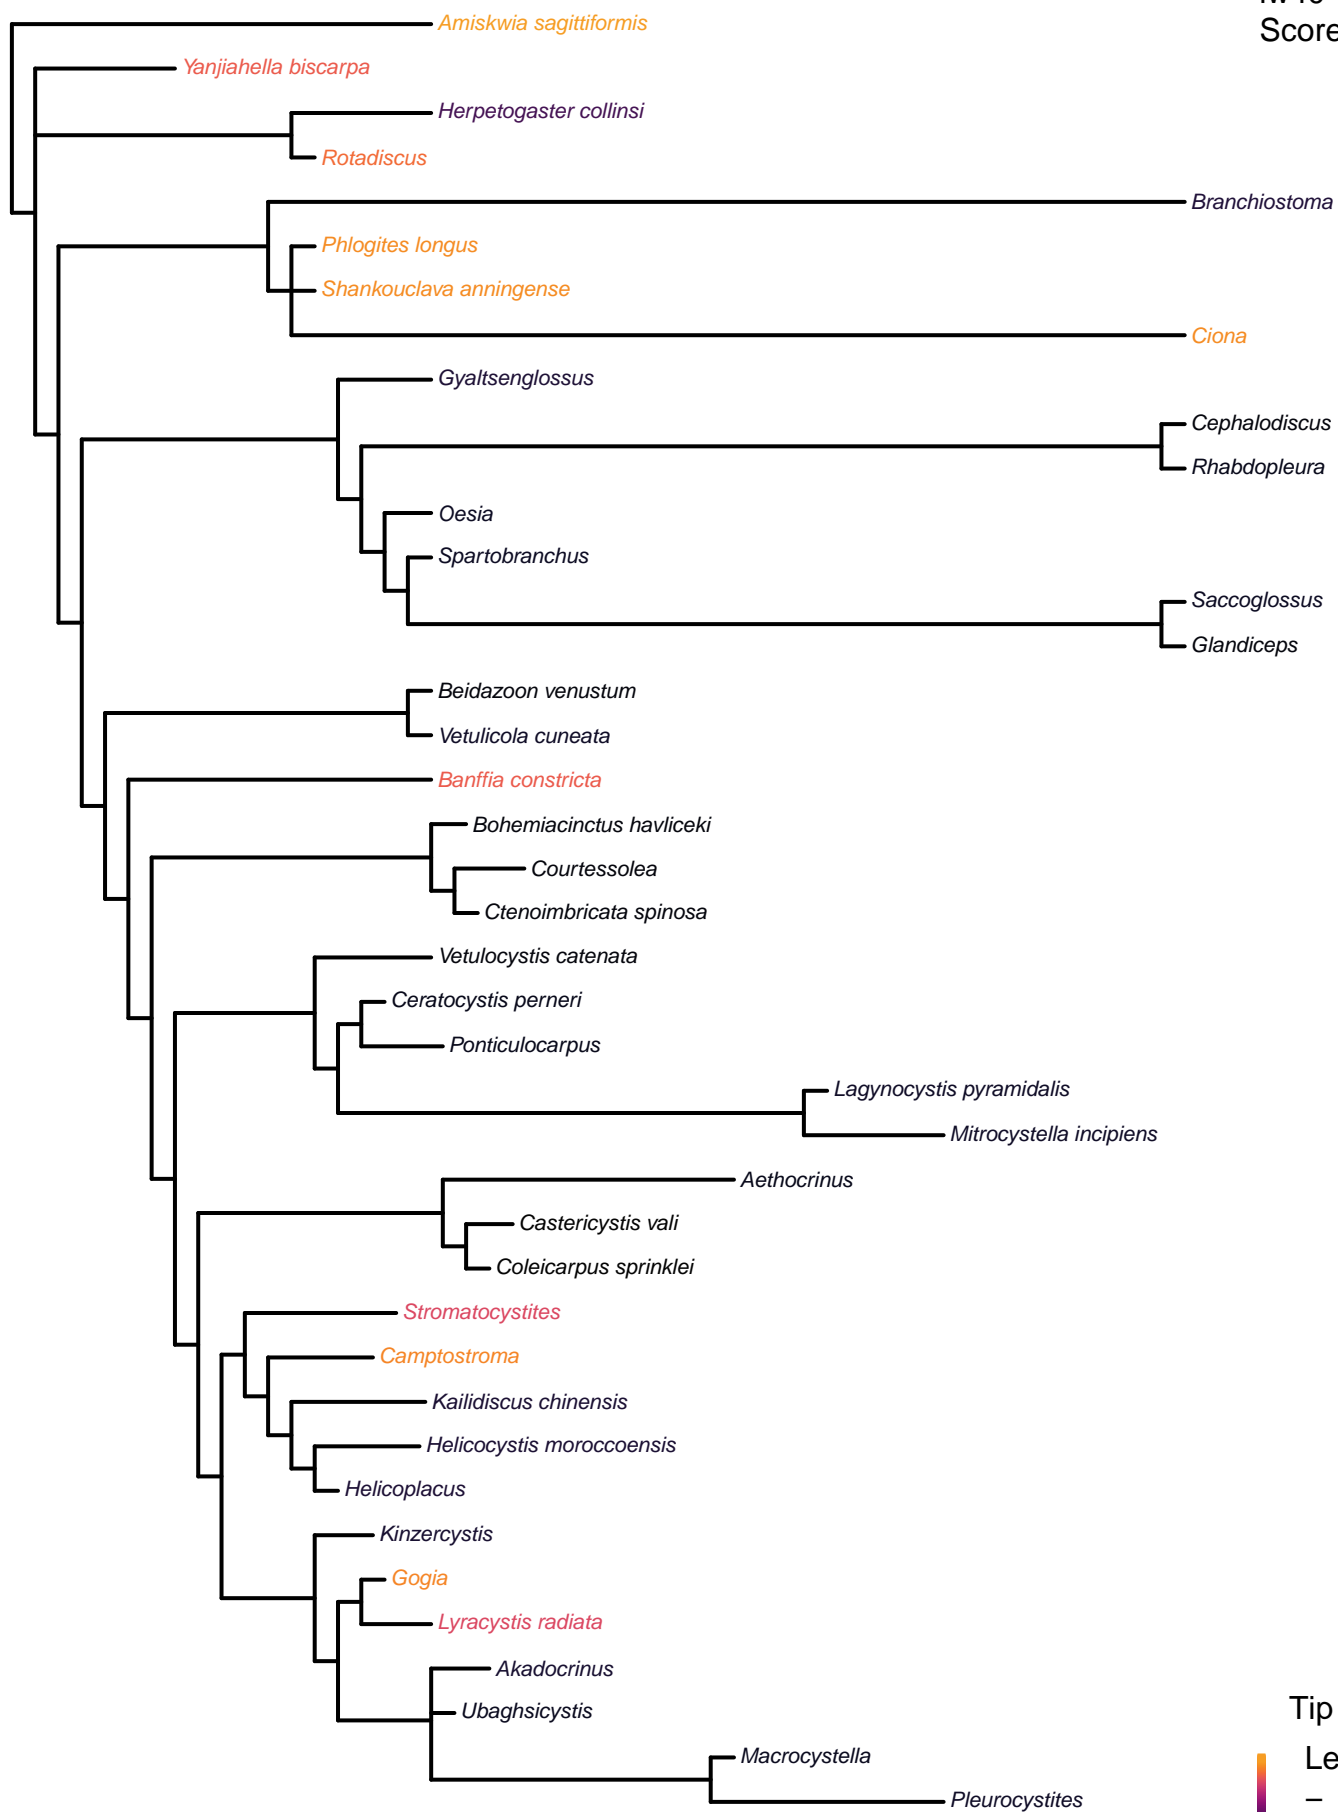 Score
Amiskwia sagittiformis
Yanjiahella biscarpa
Herpetogaster collinsi
Rotadiscus
Branchiostoma
Phlogites longus
Shankouclava anningense
Ciona
Gyaltsenglossus
Cephalodiscus
Rhabdopleura
Oesia
Spartobranchus
Saccoglossus
Glandiceps
Beidazoon venustum
Vetulicola cuneata
Banffia constricta
Bohemiacinctus havliceki
Courtessolea
Ctenoimbricata spinosa
Vetulocystis catenata
Ceratocystis perneri
Ponticulocarpus
Lagynocystis pyramidalis
Mitrocystella incipiens
Aethocrinus
Castericystis vali
Coleicarpus sprinklei
Stromatocystites
Camptostroma
Kailidiscus chinensis
Helicocystis moroccoensis
Helicoplacus
Kinzercystis
Gogia
Lyracystis radiata
Akadocrinus
Ubaghsicystis
Macrocystella
Pleurocystites
Tip
Le
–